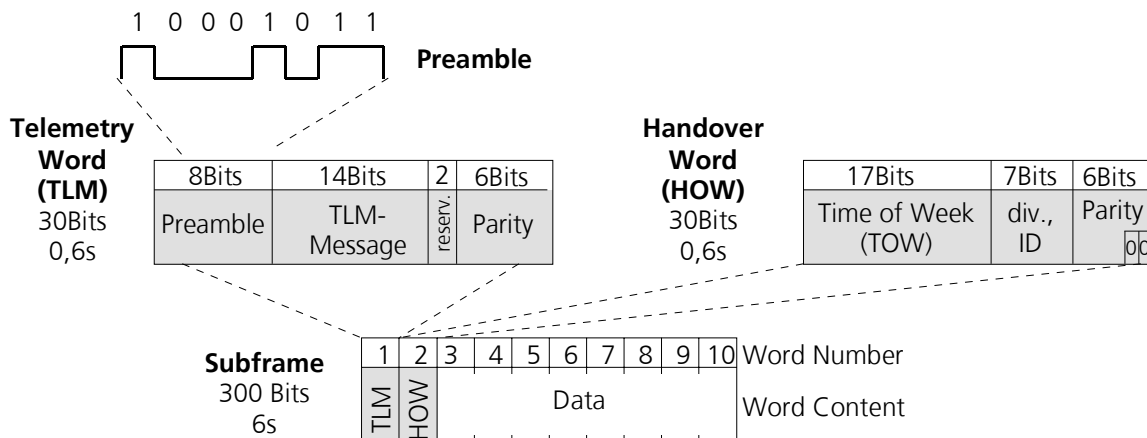 1 0 0 0 1 0 1 1
Preamble
Telemetry
Word
(TLM)
30Bits
0,6s
8Bits 14Bits 2 6Bits
Preamble
TLM-
Message
reserv.
Parity
Handover
Word
(HOW)
30Bits
0,6s
17Bits 7Bits 6Bits
Time of Week
(TOW)
div.,
ID
Parity
00
Subframe
300 Bits
6s
1 2 3 4 5 6 7 8 9 10 Word Number
TLM
HOW
Data
Word Content